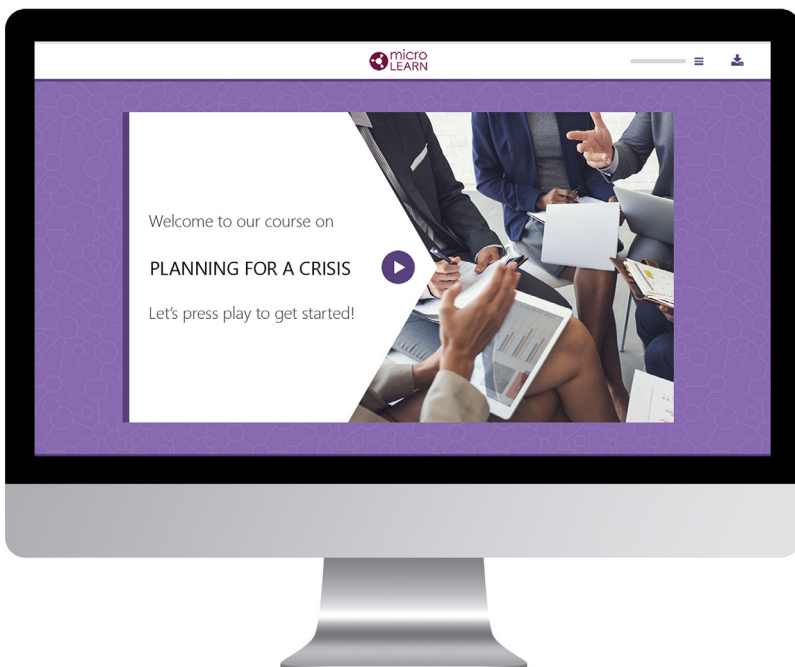 micro
LEARN
Welcome to our course on
PLANNING FOR A CRISIS
Let's press play to get started!